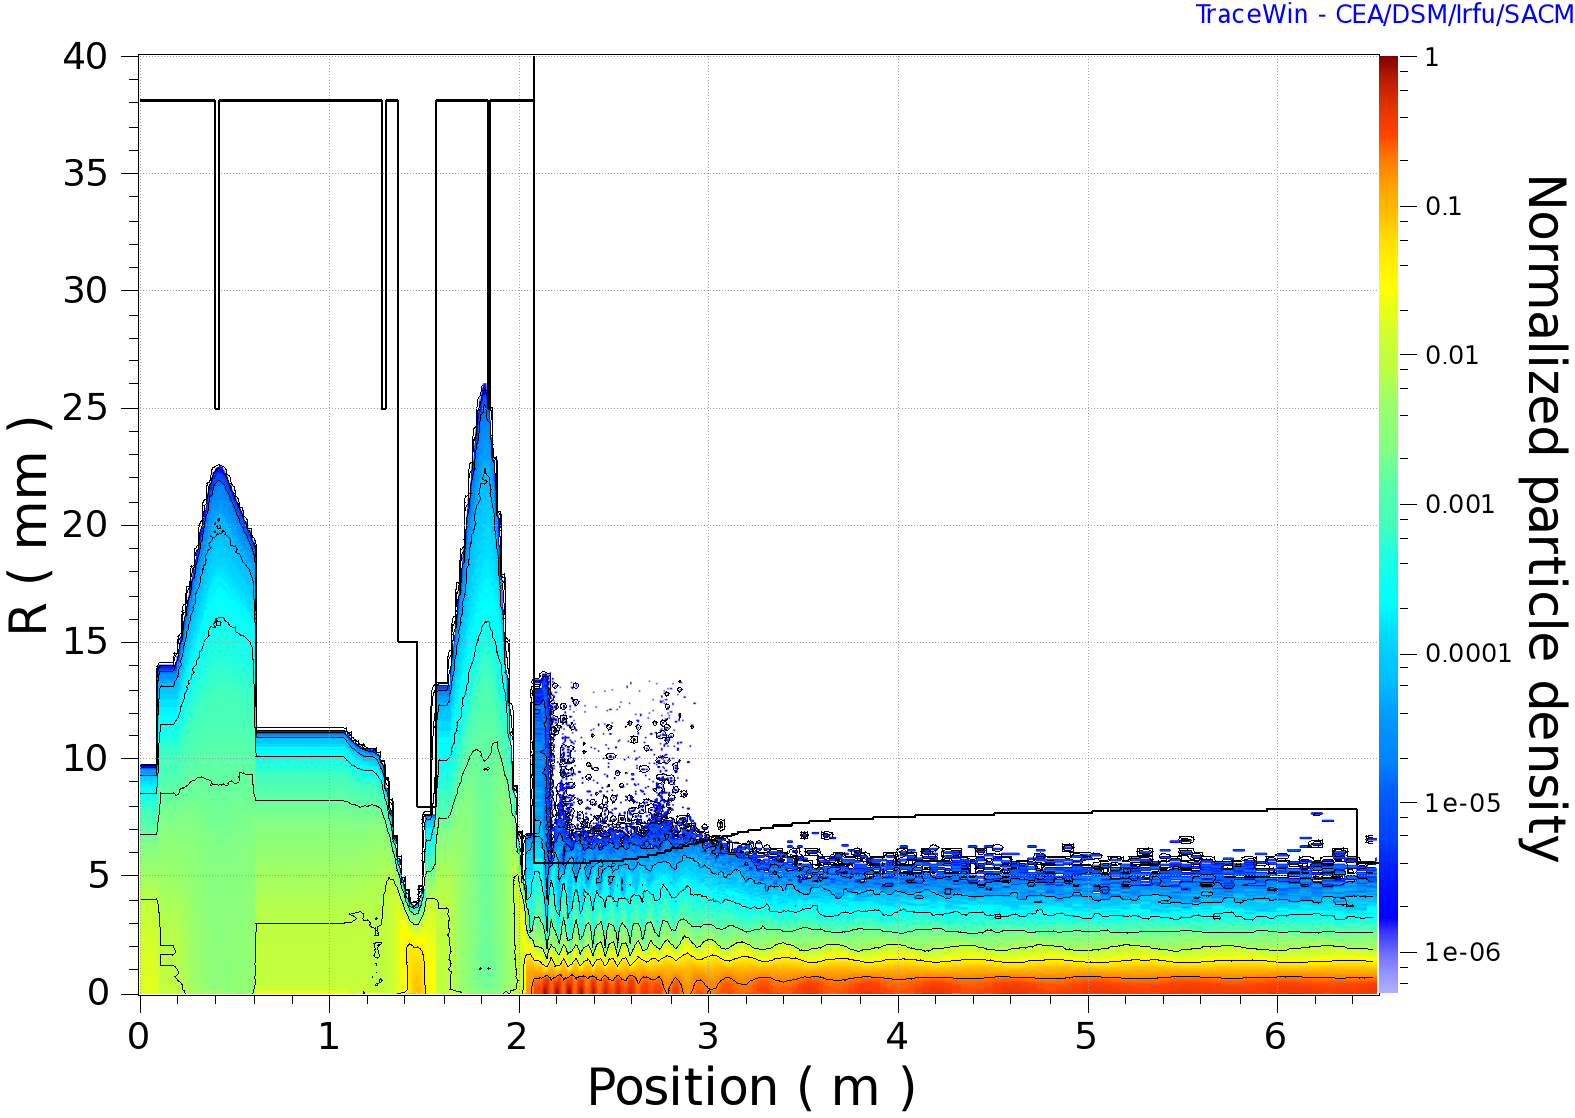 TraceWin - CEA/DSM/Irfu/SACM
40
35
30
25
20
15
10
5
0
R ( mm )
0 1 2 3 4 5 6
Position ( m )
1
0.1
0.01
0.001
0.0001
1e-05
1e-06
Normalized particle density